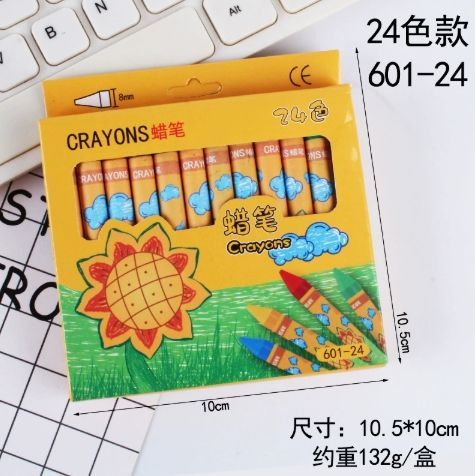 24色款
601-24
8mm
CE
CRAYONS蜡笔
24色
蜡笔
Crayons
601-24
10.5cm
10cm
尺寸：10.5*10cm
约重132g/盒